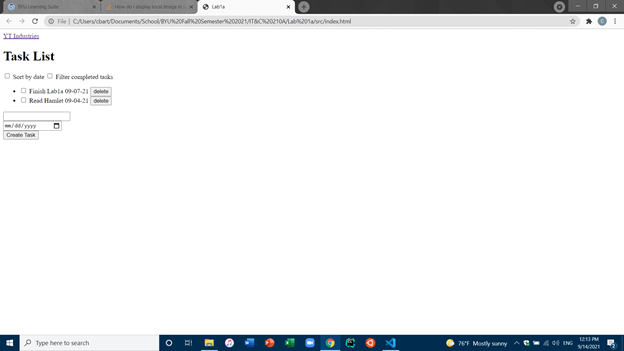 BYU Learning Suite
How do I display local image in
Lab1a
File | C:/Users/cbart/Documents/School/BYU%20Fall%20Semester%202021/IT&C%20210A/Lab%201a/src/index.html
C
YT Industries
Task List
Sort by date Filter completed tasks
Finish Lab1a 09-07-21 delete
Read Hamlet 09-04-21 delete
mm/dd/yyyy
Create Task
Type here to search
76°F Mostly sunny
ENG
12:13 PM
9/14/2021
2